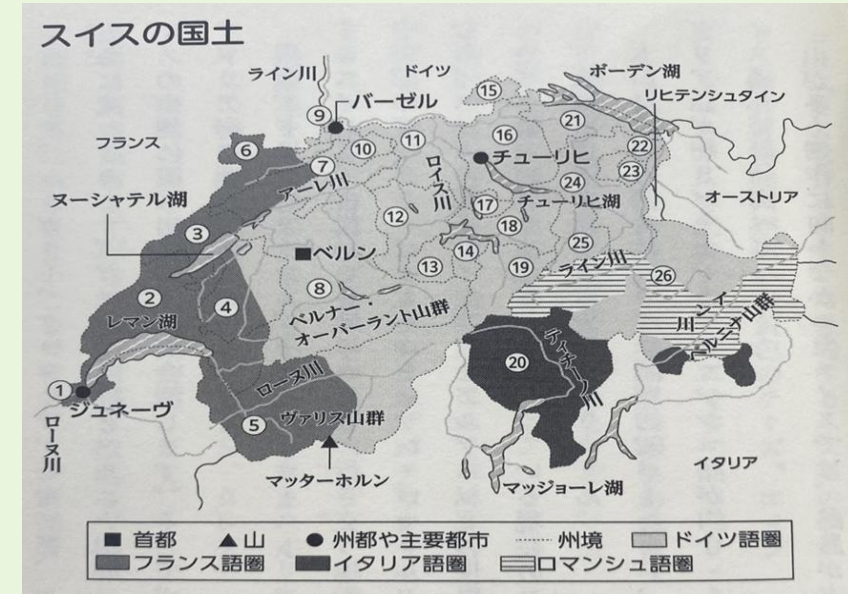 スイスの国土
ライン川
ドイツ
ボーデン湖
リヒテンシュタイン
⑮
⑨
バーゼル
フランス
⑥
⑩
⑪
⑯
㉑
㉒
⑦
ロイス川
チューリヒ
㉓
アーレ川
㉔
オーストリア
ヌーシャテル湖
⑫
⑰
チューリヒ湖
③
⑱
ベルン
⑭
㉕
⑬
⑲
ライン川
㉖
②
④
⑧
イン川
ベルニナ山群
レマン湖
ベルナー・
オーバーラント山群
ティチーノ川
⑳
①
ジュネーヴ
ローヌ川
⑤
ヴァリス山群
ローヌ川
マッターホルン
マッジョーレ湖
イタリア
■ 首都 ▲山 ●州都や主要都市 州境 ドイツ語圏
フランス語圏 イタリア語圏 ロマンシュ語圏